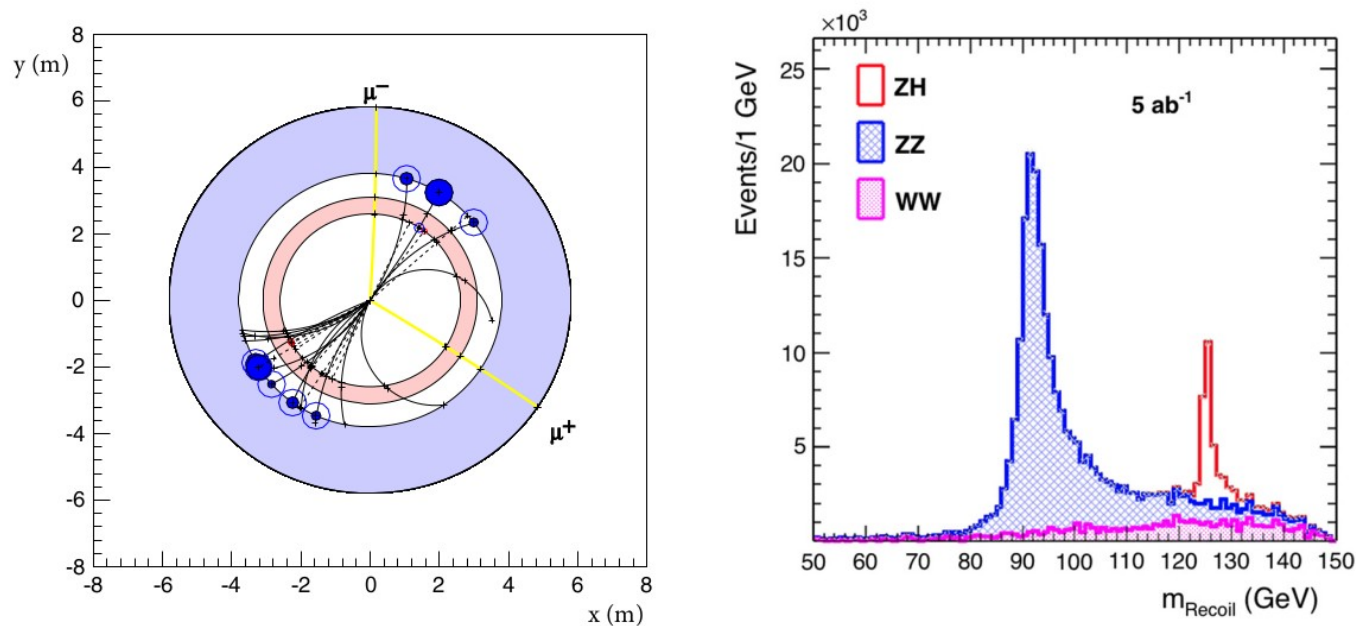 y (m)
8
6
4
2
0
-2
-4
-6
-8
-8 -6 -4 -2 0 2 4 6 8
x (m)
μ⁻
μ⁺
×10³
Events/1 GeV
25
20
15
10
5
ZH
ZZ
WW
5 ab⁻¹
50 60 70 80 90 100 110 120 130 140 150
mRecoil (GeV)